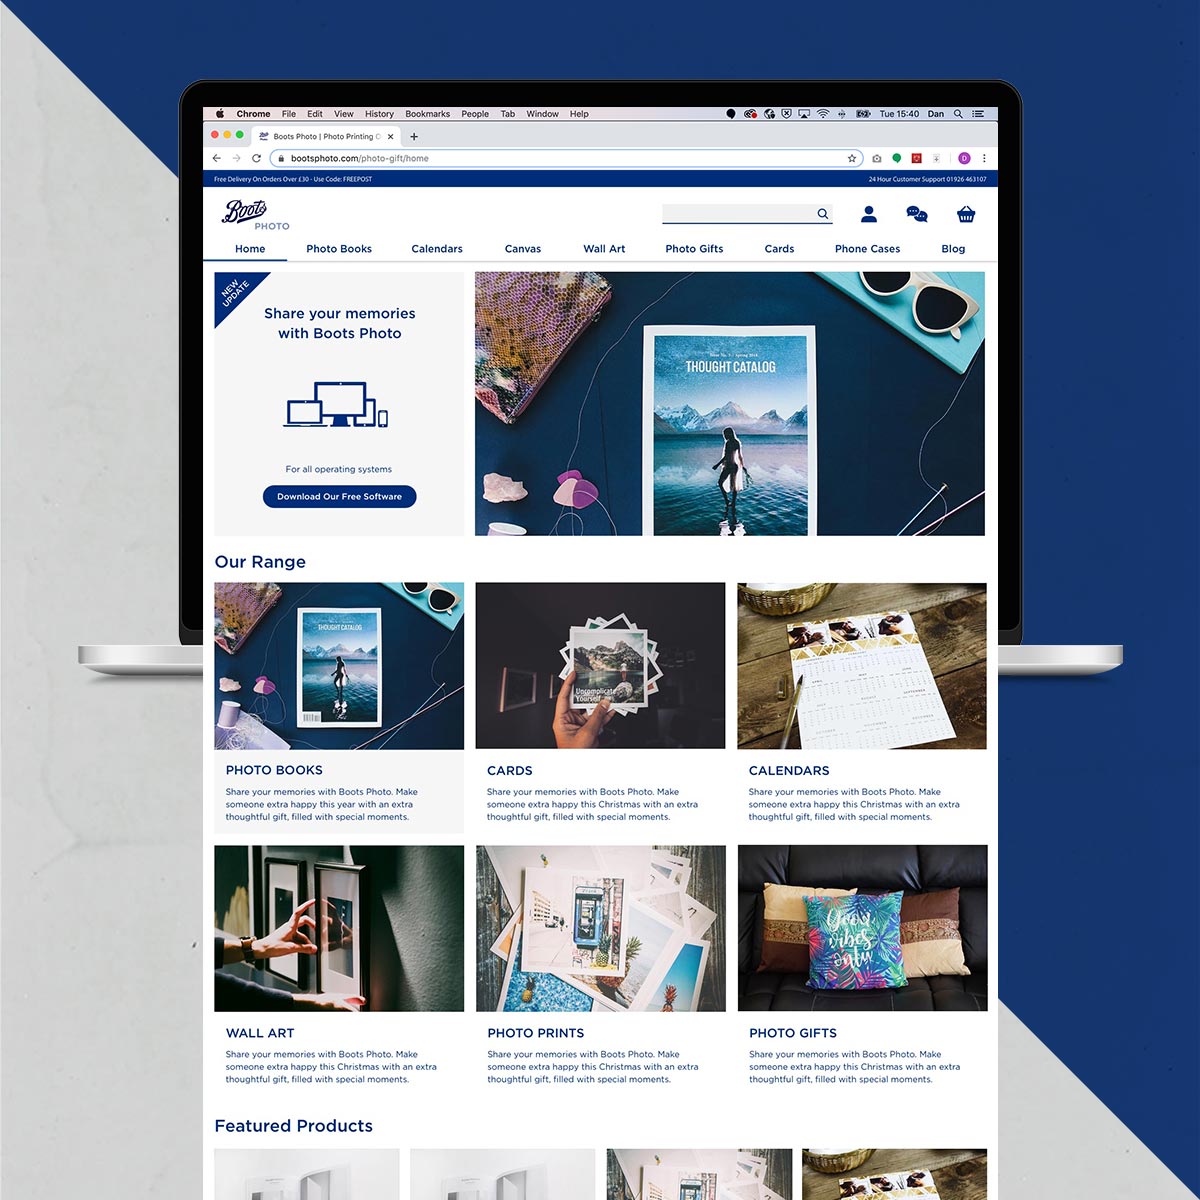 Chrome File Edit View History Bookmarks People Tab Window Help Tue 15:40 Dan
Boots Photo | Photo Printing
bootsphoto.com/photo-gift/home D
Free Delivery On Orders Over £30 - Use Code: FREEPOST 24 Hour Customer Support 01926 463107
Boots
PHOTO
Home Photo Books Calendars Canvas Wall Art Photo Gifts Cards Phone Cases Blog
NEW
UPDATE
Share your memories
with Boots Photo
For all operating systems
Download Our Free Software
THOUGHT CATALOG
Our Range
THOUGHT CATALOG
Uncomplicate
Yourself
PHOTO BOOKS
Share your memories with Boots Photo. Make
someone extra happy this year with an extra
thoughtful gift, filled with special moments.
CARDS
Share your memories with Boots Photo. Make
someone extra happy this Christmas with an extra
thoughtful gift, filled with special moments.
CALENDARS
Share your memories with Boots Photo. Make
someone extra happy this Christmas with an extra
thoughtful gift, filled with special moments.
Good
vibes
only
WALL ART
Share your memories with Boots Photo. Make
someone extra happy this Christmas with an extra
thoughtful gift, filled with special moments.
PHOTO PRINTS
Share your memories with Boots Photo. Make
someone extra happy this Christmas with an extra
thoughtful gift, filled with special moments.
PHOTO GIFTS
Share your memories with Boots Photo. Make
someone extra happy this Christmas with an extra
thoughtful gift, filled with special moments.
Featured Products